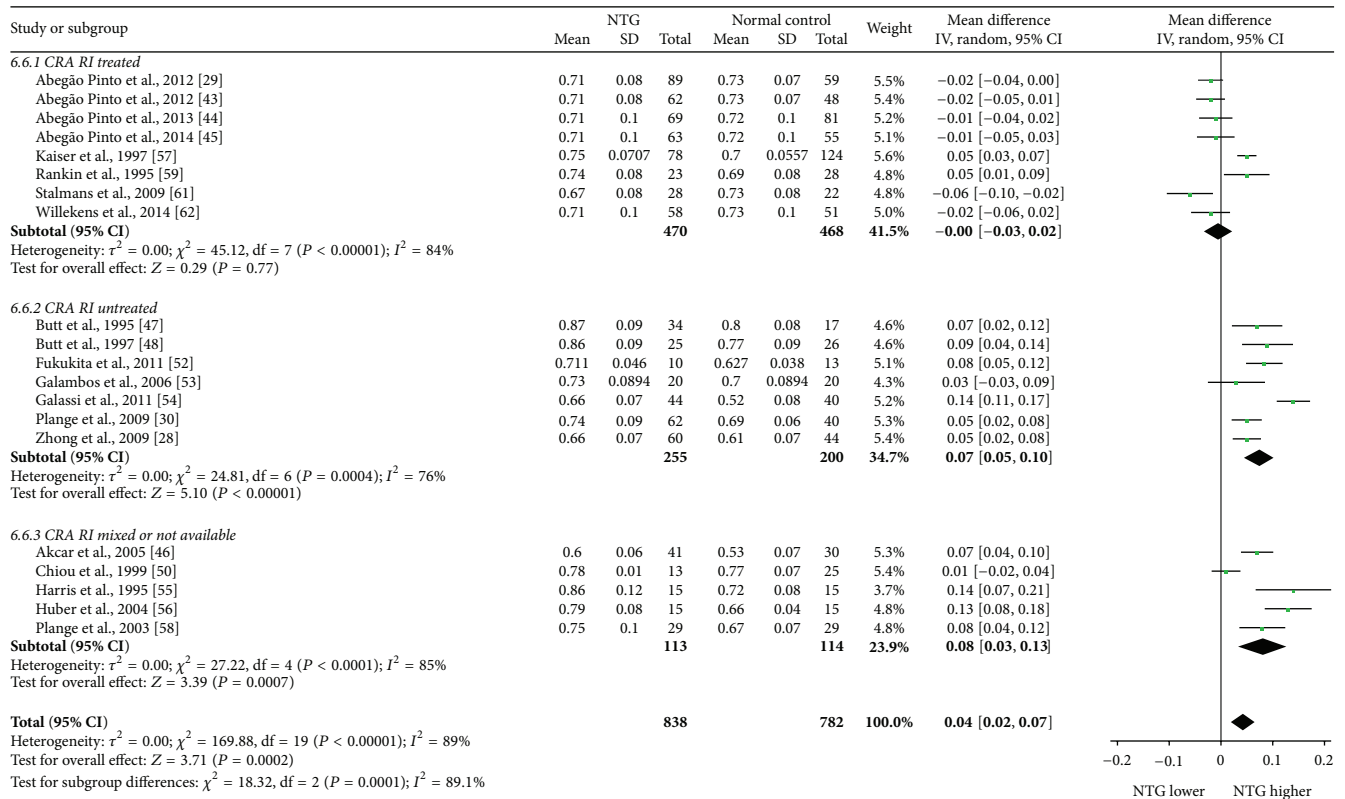 Study or subgroup NTG Normal control Weight Mean difference Mean difference
Mean SD Total Mean SD Total IV, random, 95% CI IV, random, 95% CI
6.6.1 CRA RI treated
Abegão Pinto et al., 2012 [29] 0.71 0.08 89 0.73 0.07 59 5.5% −0.02 [−0.04, 0.00]
Abegão Pinto et al., 2012 [43] 0.71 0.08 62 0.73 0.07 48 5.4% −0.02 [−0.05, 0.01]
Abegão Pinto et al., 2013 [44] 0.71 0.1 69 0.72 0.1 81 5.2% −0.01 [−0.04, 0.02]
Abegão Pinto et al., 2014 [45] 0.71 0.1 63 0.72 0.1 55 5.1% −0.01 [−0.05, 0.03]
Kaiser et al., 1997 [57] 0.75 0.0707 78 0.7 0.0557 124 5.6% 0.05 [0.03, 0.07]
Rankin et al., 1995 [59] 0.74 0.08 23 0.69 0.08 28 4.8% 0.05 [0.01, 0.09]
Stalmans et al., 2009 [61] 0.67 0.08 28 0.73 0.08 22 4.8% −0.06 [−0.10, −0.02]
Willekens et al., 2014 [62] 0.71 0.1 58 0.73 0.1 51 5.0% −0.02 [−0.06, 0.02]
Subtotal (95% CI) 470 468 41.5% −0.00 [−0.03, 0.02]
Heterogeneity: τ² = 0.00; χ² = 45.12, df = 7 (P < 0.00001); I² = 84%
Test for overall effect: Z = 0.29 (P = 0.77)
6.6.2 CRA RI untreated
Butt et al., 1995 [47] 0.87 0.09 34 0.8 0.08 17 4.6% 0.07 [0.02, 0.12]
Butt et al., 1997 [48] 0.86 0.09 25 0.77 0.09 26 4.6% 0.09 [0.04, 0.14]
Fukukita et al., 2011 [52] 0.711 0.046 10 0.627 0.038 13 5.1% 0.08 [0.05, 0.12]
Galambos et al., 2006 [53] 0.73 0.0894 20 0.7 0.0894 20 4.3% 0.03 [−0.03, 0.09]
Galassi et al., 2011 [54] 0.66 0.07 44 0.52 0.08 40 5.2% 0.14 [0.11, 0.17]
Plange et al., 2009 [30] 0.74 0.09 62 0.69 0.06 40 5.3% 0.05 [0.02, 0.08]
Zhong et al., 2009 [28] 0.66 0.07 60 0.61 0.07 44 5.4% 0.05 [0.02, 0.08]
Subtotal (95% CI) 255 200 34.7% 0.07 [0.05, 0.10]
Heterogeneity: τ² = 0.00; χ² = 24.81, df = 6 (P = 0.0004); I² = 76%
Test for overall effect: Z = 5.10 (P < 0.00001)
6.6.3 CRA RI mixed or not available
Akcar et al., 2005 [46] 0.6 0.06 41 0.53 0.07 30 5.3% 0.07 [0.04, 0.10]
Chiou et al., 1999 [50] 0.78 0.01 13 0.77 0.07 25 5.4% 0.01 [−0.02, 0.04]
Harris et al., 1995 [55] 0.86 0.12 15 0.72 0.08 15 3.7% 0.14 [0.07, 0.21]
Huber et al., 2004 [56] 0.79 0.08 15 0.66 0.04 15 4.8% 0.13 [0.08, 0.18]
Plange et al., 2003 [58] 0.75 0.1 29 0.67 0.07 29 4.8% 0.08 [0.04, 0.12]
Subtotal (95% CI) 113 114 23.9% 0.08 [0.03, 0.13]
Heterogeneity: τ² = 0.00; χ² = 27.22, df = 4 (P < 0.0001); I² = 85%
Test for overall effect: Z = 3.39 (P = 0.0007)
Total (95% CI) 838 782 100.0% 0.04 [0.02, 0.07]
Heterogeneity: τ² = 0.00; χ² = 169.88, df = 19 (P < 0.00001); I² = 89%
Test for overall effect: Z = 3.71 (P = 0.0002)
Test for subgroup differences: χ² = 18.32, df = 2 (P = 0.0001); I² = 89.1%
−0.2 −0.1 0 0.1 0.2
NTG lower NTG higher